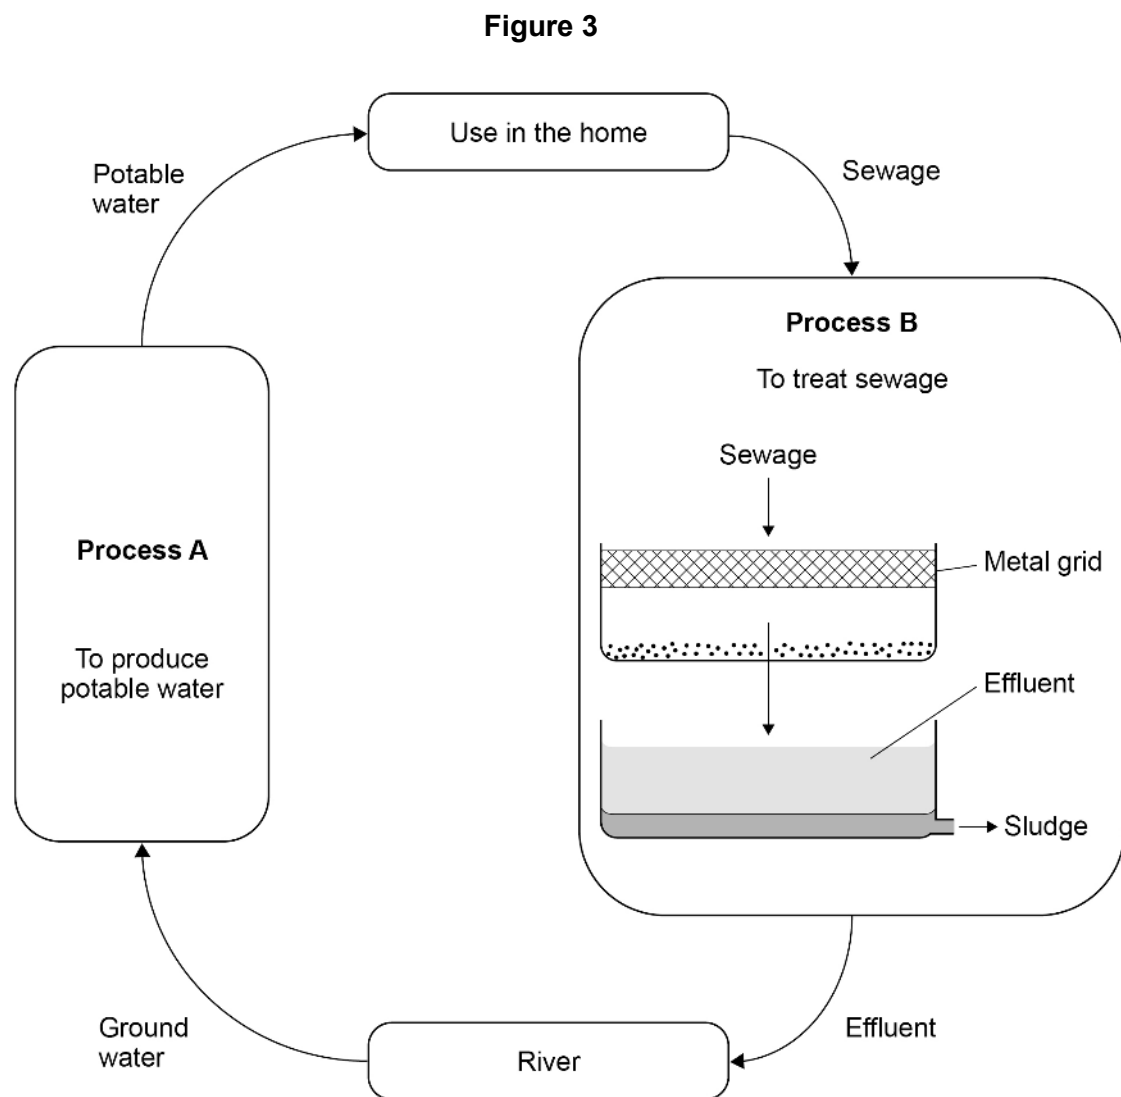 Figure 3
Use in the home
Potable
water
Sewage
Process B
To treat sewage
Sewage
Metal grid
Process A
To produce
potable water
Effluent
Sludge
Ground
water
River
Effluent